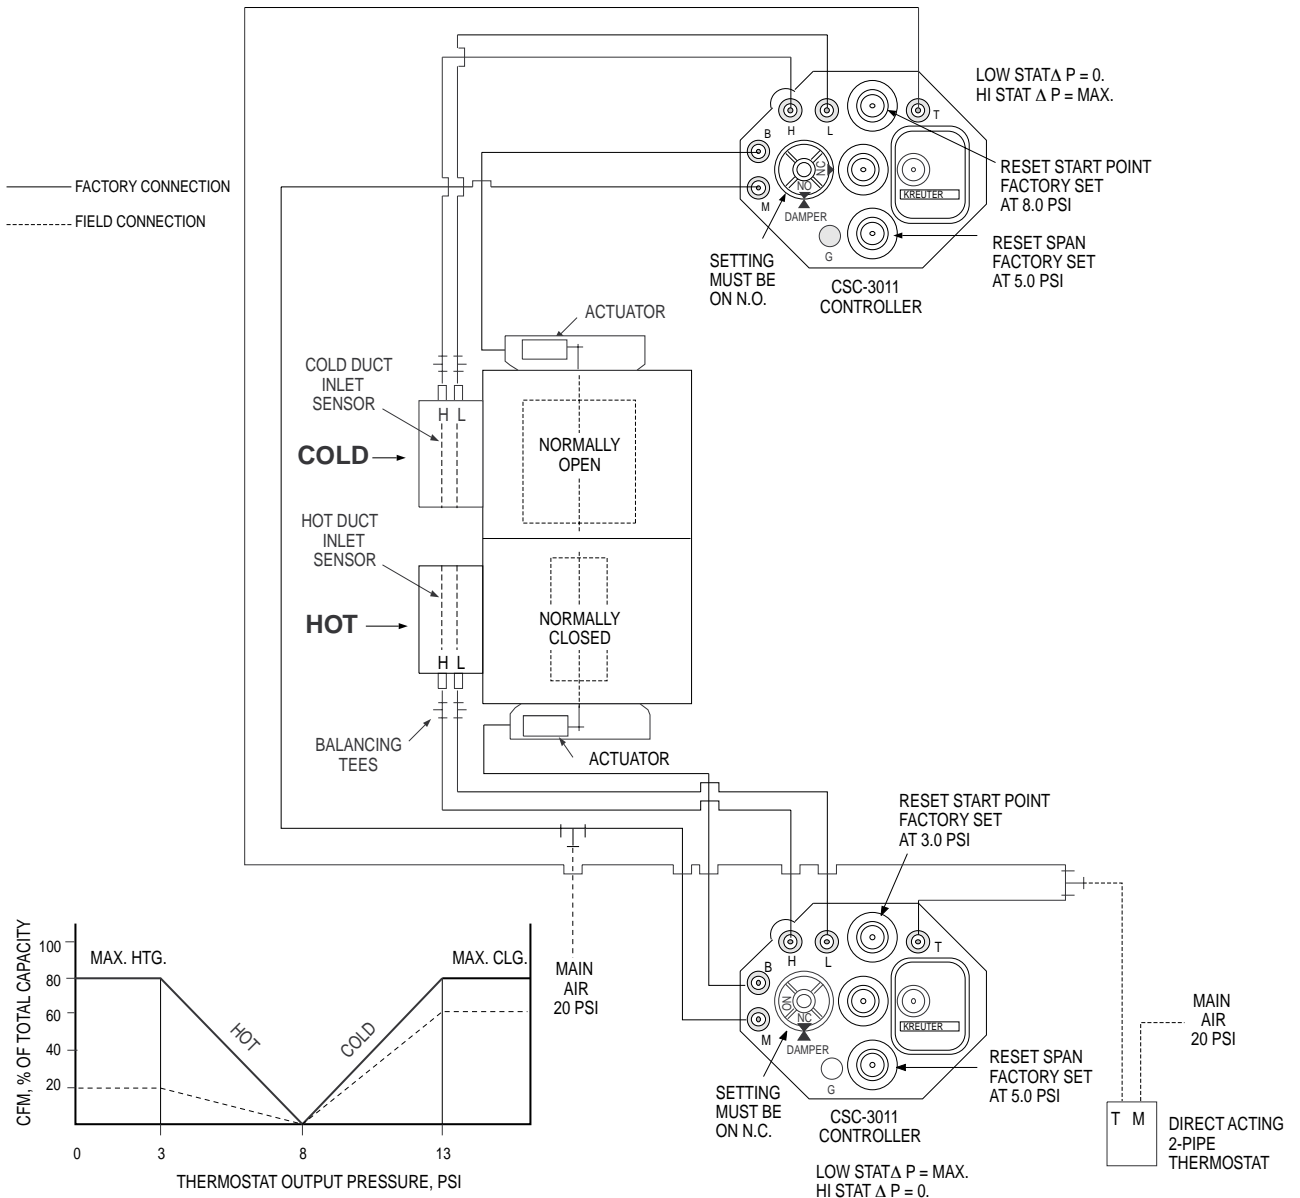 LOW STAT Δ P = 0.
HI STAT Δ P = MAX.
T
B
H
L
RESET START POINT
FACTORY SET
AT 8.0 PSI
NC
NO
KREUTER
M
DAMPER
G
FACTORY CONNECTION
FIELD CONNECTION
SETTING
MUST BE
ON N.O.
RESET SPAN
FACTORY SET
AT 5.0 PSI
CSC-3011
CONTROLLER
ACTUATOR
COLD DUCT
INLET
SENSOR
H L
COLD
NORMALLY
OPEN
HOT DUCT
INLET
SENSOR
HOT
NORMALLY
CLOSED
H L
BALANCING
TEES
ACTUATOR
RESET START POINT
FACTORY SET
AT 3.0 PSI
T
B
H
L
NO
NC
KREUTER
M
DAMPER
G
MAIN
AIR
20 PSI
MAIN
AIR
20 PSI
SETTING
MUST BE
ON N.C.
RESET SPAN
FACTORY SET
AT 5.0 PSI
CSC-3011
CONTROLLER
LOW STAT Δ P = MAX.
HI STAT Δ P = 0.
T M
DIRECT ACTING
2-PIPE
THERMOSTAT
CFM, % OF TOTAL CAPACITY
100
80
60
40
20
MAX. HTG.
MAX. CLG.
HOT
COLD
0
3
8
13
THERMOSTAT OUTPUT PRESSURE, PSI